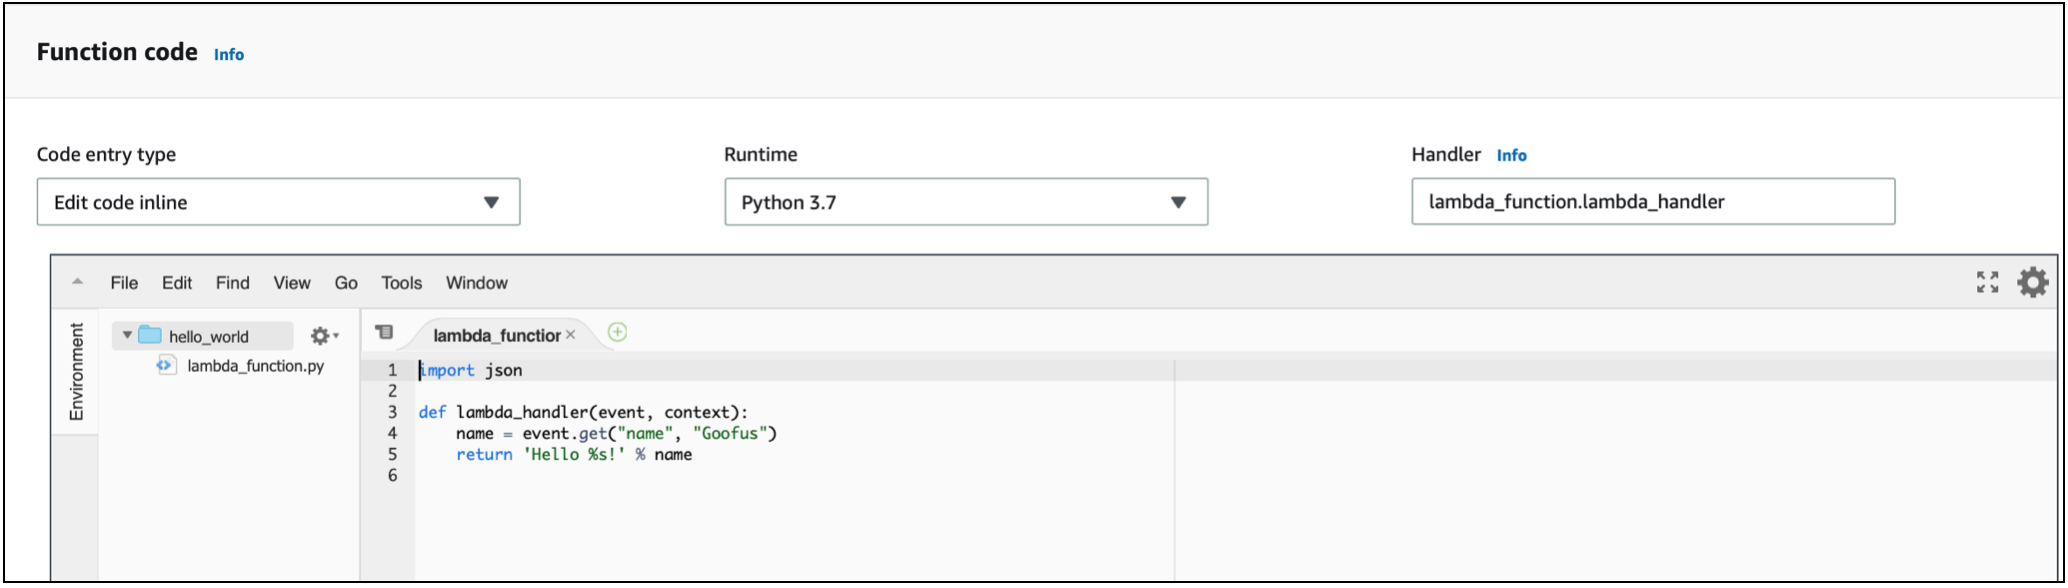 Function code Info
Code entry type
Edit code inline
Runtime
Python 3.7
Handler Info
lambda_function.lambda_handler
File Edit Find View Go Tools Window
Environment
hello_world
lambda_function.py
lambda_functior ×
1 import json
2
3 def lambda_handler(event, context):
4     name = event.get("name", "Goofus")
5     return 'Hello %s!' % name
6